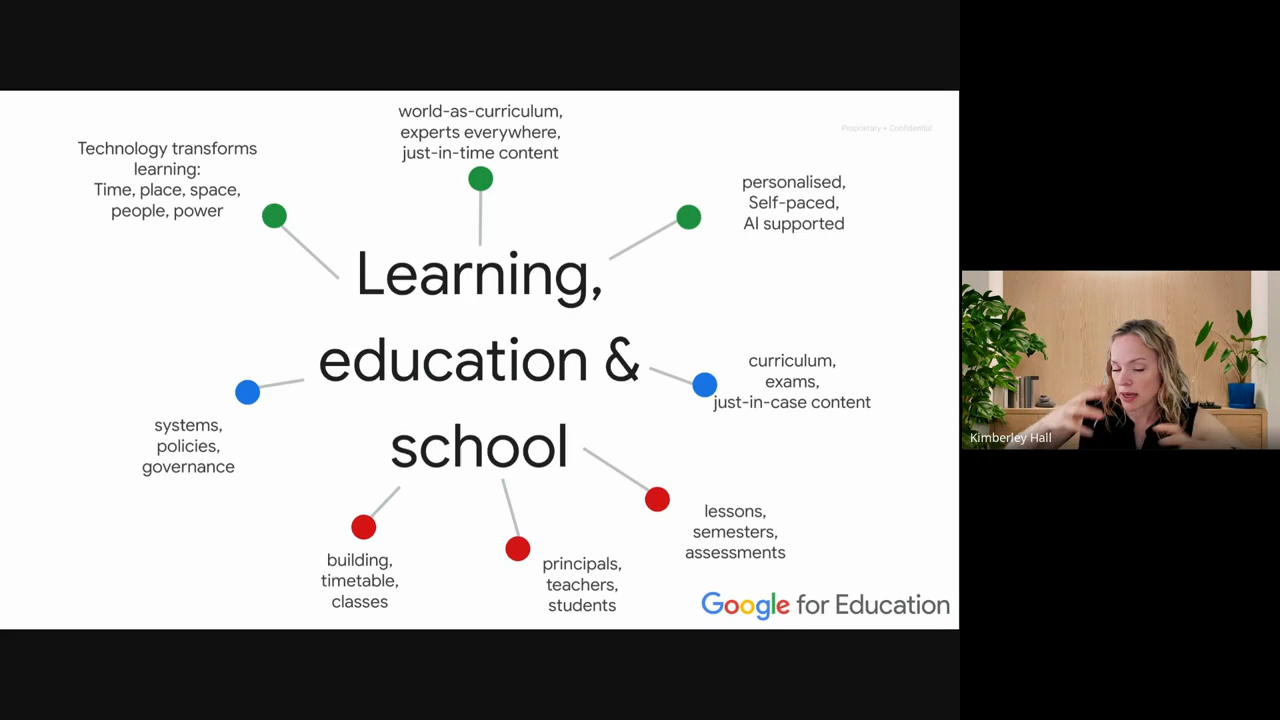 world-as-curriculum,
experts everywhere,
just-in-time content
Proprietary + Confidential
Technology transforms
learning:
Time, place, space,
people, power
personalised,
Self-paced,
AI supported
Learning,
education &
school
curriculum,
exams,
just-in-case content
systems,
policies,
governance
lessons,
semesters,
assessments
building,
timetable,
classes
principals,
teachers,
students
Google for Education
Kimberley Hall